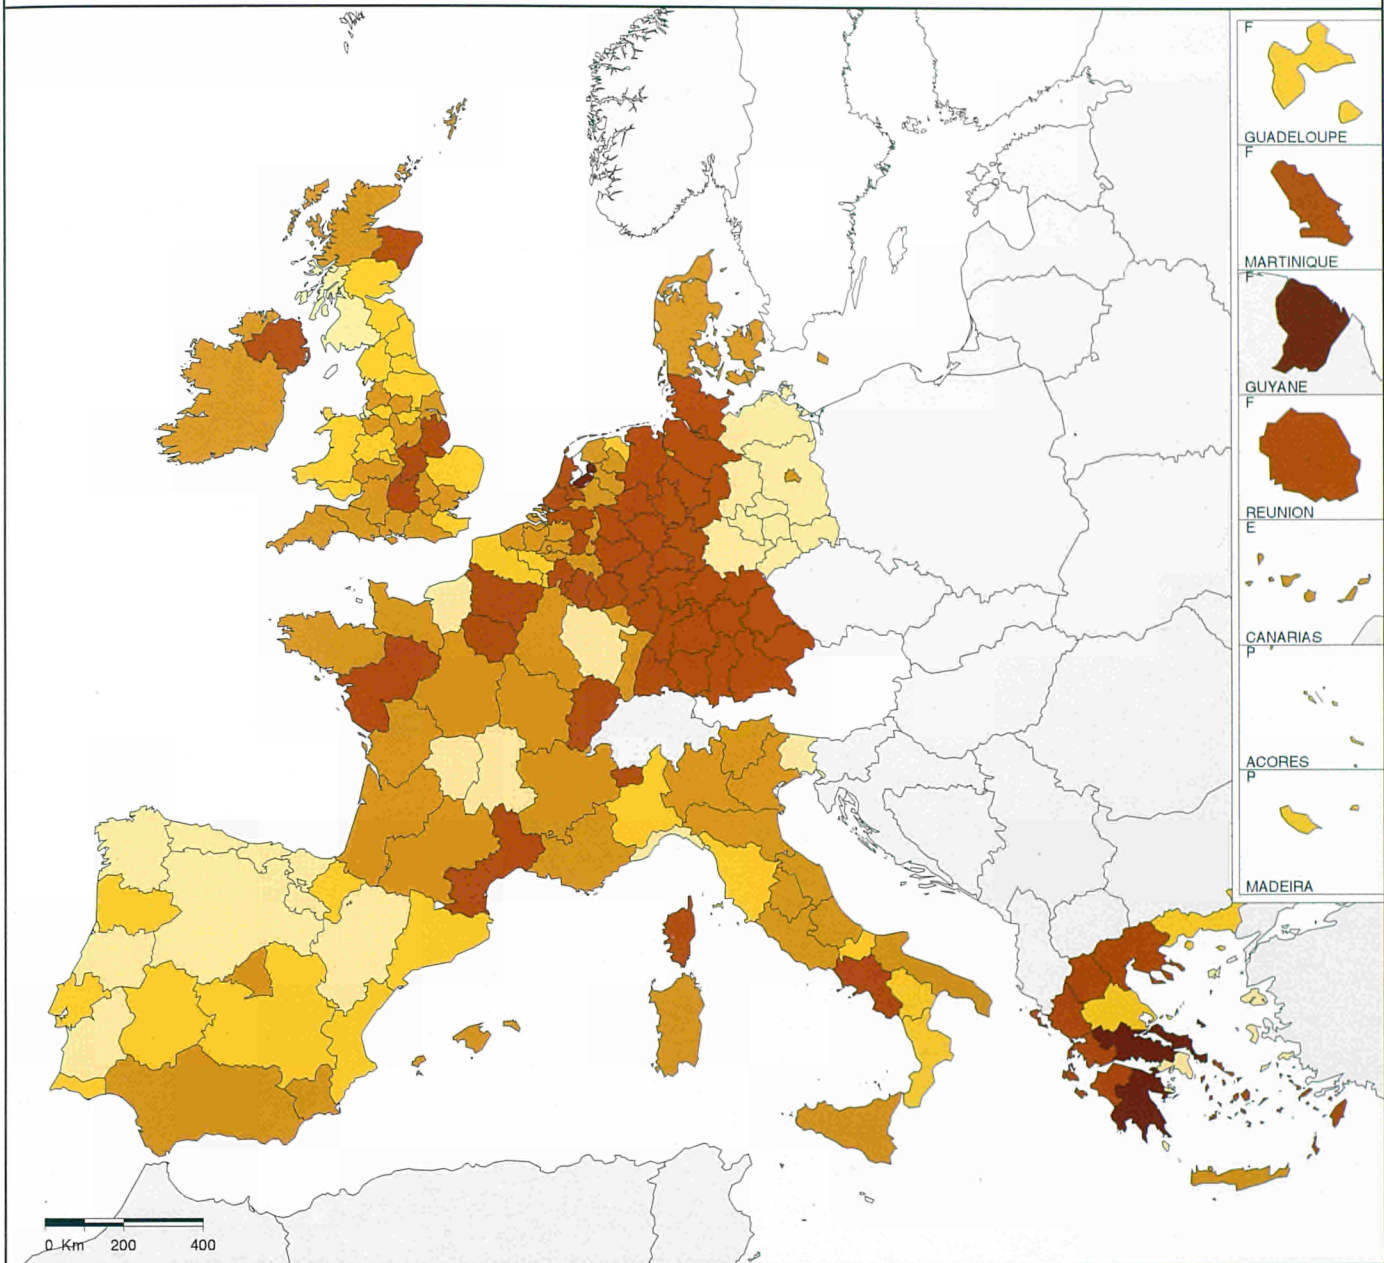 F
GUADELOUPE
F
MARTINIQUE
F
GUYANE
F
REUNION
E
CANARIAS
P
ACORES
P
MADEIRA
0 Km 200 400